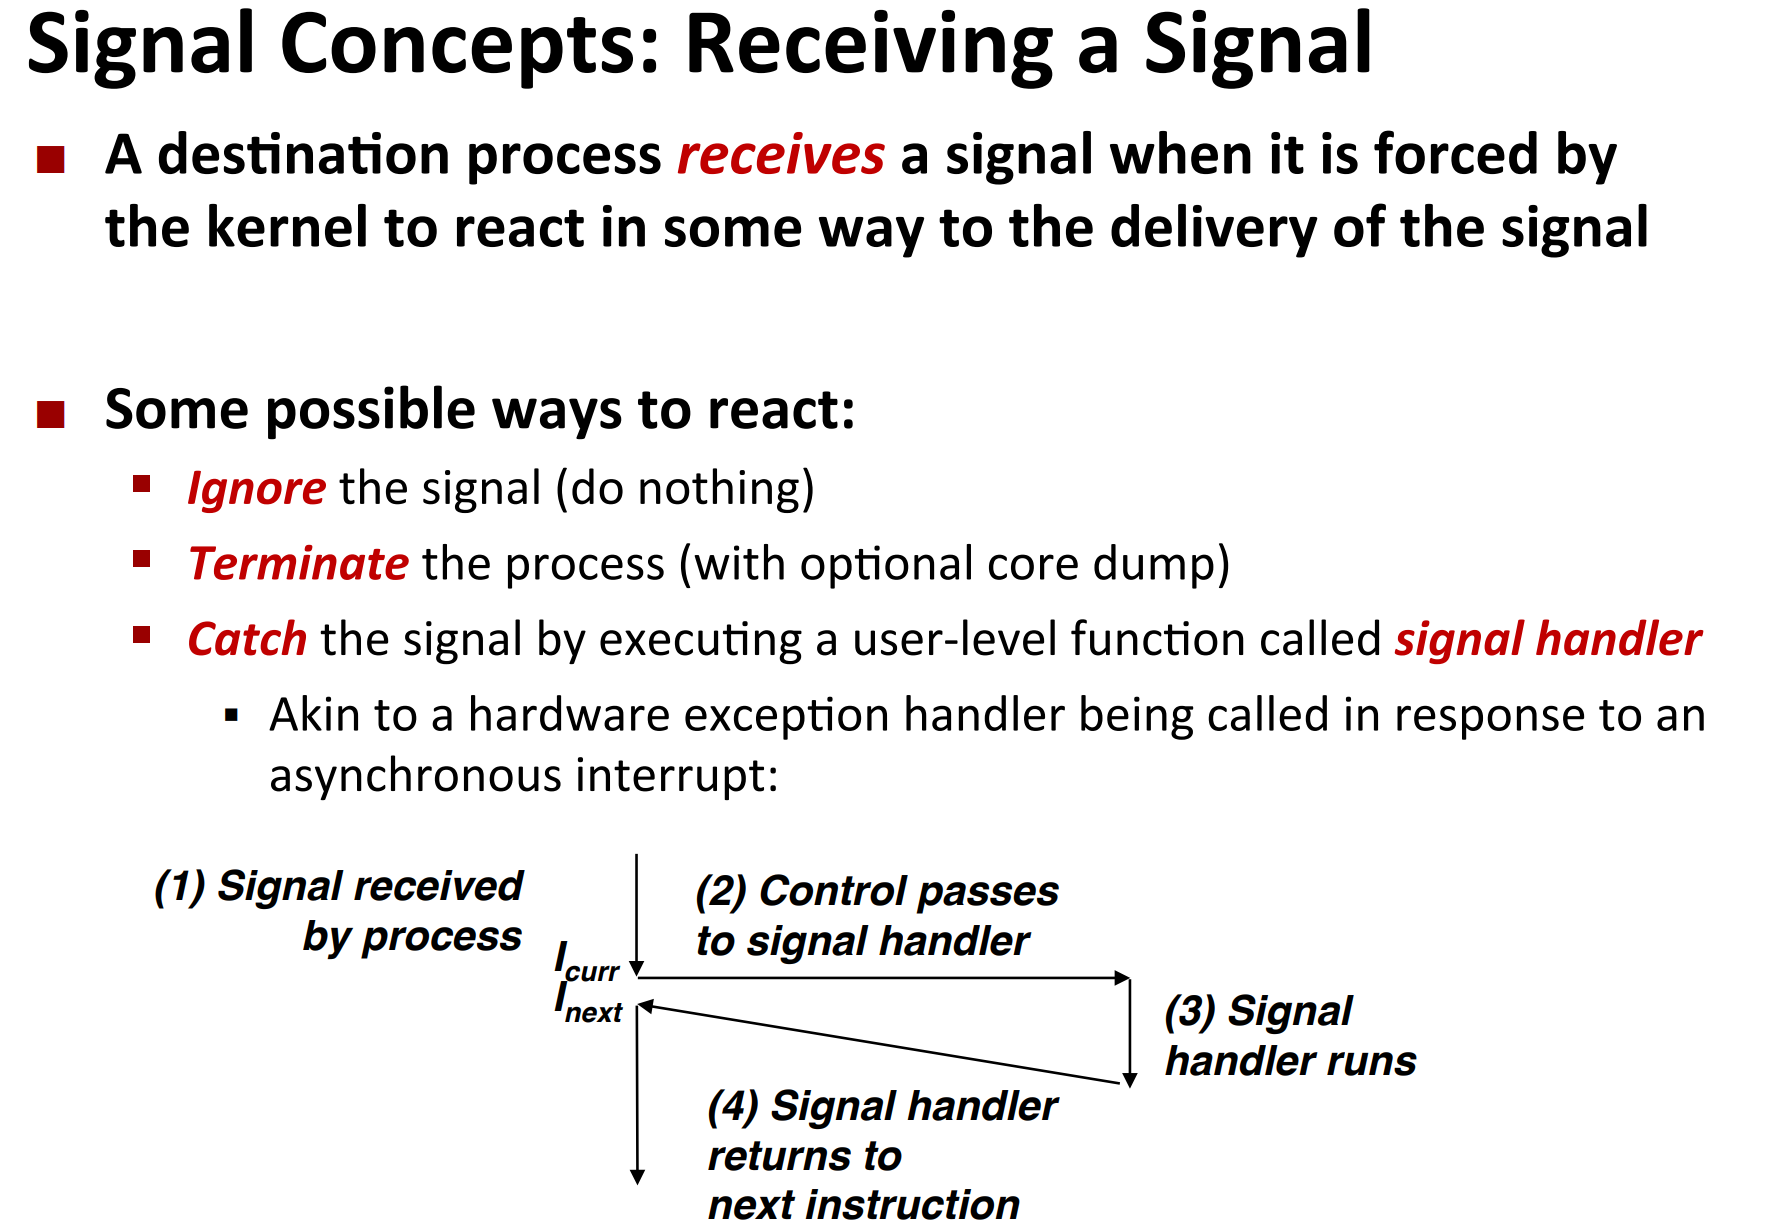 Signal Concepts: Receiving a Signal
A destination process receives a signal when it is forced by
the kernel to react in some way to the delivery of the signal
Some possible ways to react:
Ignore the signal (do nothing)
Terminate the process (with optional core dump)
Catch the signal by executing a user-level function called signal handler
Akin to a hardware exception handler being called in response to an
asynchronous interrupt:
(1) Signal received
by process
(2) Control passes
to signal handler
Icurr
Inext
(3) Signal
handler runs
(4) Signal handler
returns to
next instruction